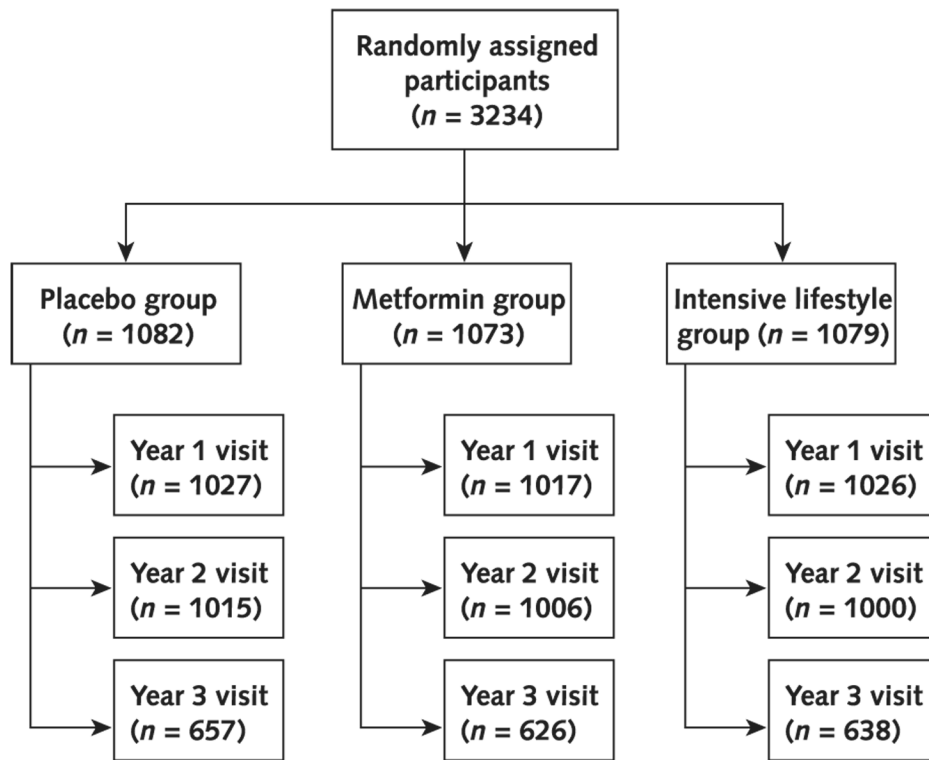 Randomly assigned
participants
(n = 3234)
Placebo group
(n = 1082)
Metformin group
(n = 1073)
Intensive lifestyle
group (n = 1079)
Year 1 visit
(n = 1027)
Year 1 visit
(n = 1017)
Year 1 visit
(n = 1026)
Year 2 visit
(n = 1015)
Year 2 visit
(n = 1006)
Year 2 visit
(n = 1000)
Year 3 visit
(n = 657)
Year 3 visit
(n = 626)
Year 3 visit
(n = 638)